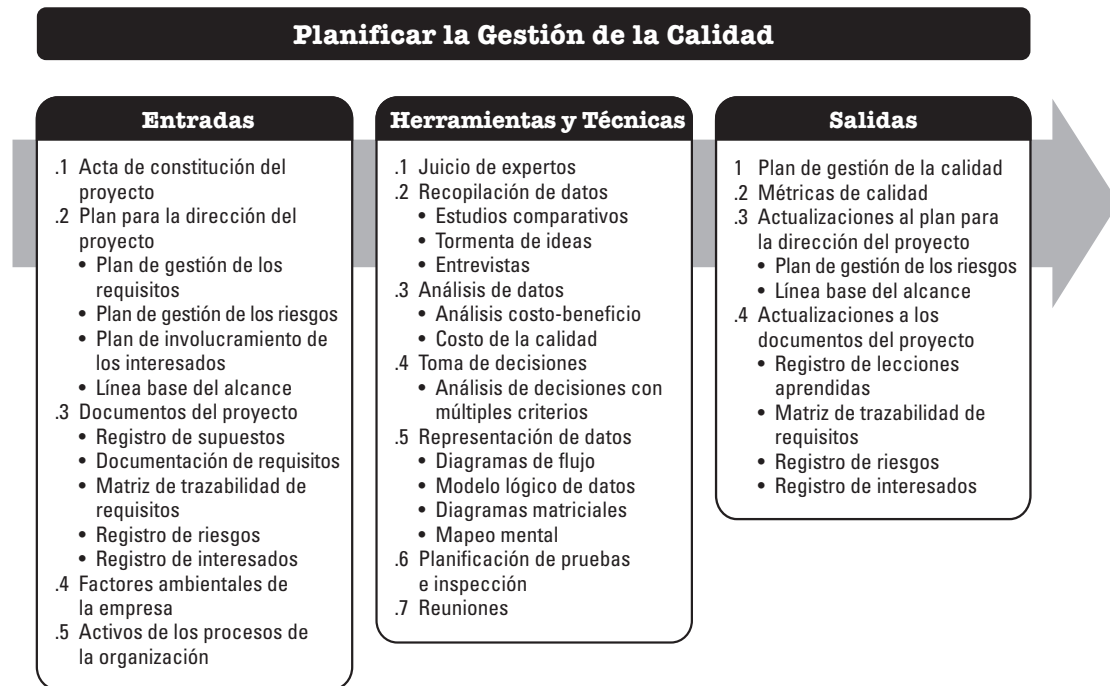 Planificar la Gestión de la Calidad
Entradas
.1 Acta de constitución del
proyecto
.2 Plan para la dirección del
proyecto
• Plan de gestión de los
requisitos
• Plan de gestión de los riesgos
• Plan de involucramiento de
los interesados
• Línea base del alcance
.3 Documentos del proyecto
• Registro de supuestos
• Documentación de requisitos
• Matriz de trazabilidad de
requisitos
• Registro de riesgos
• Registro de interesados
.4 Factores ambientales de
la empresa
.5 Activos de los procesos de
la organización
Herramientas y Técnicas
.1 Juicio de expertos
.2 Recopilación de datos
• Estudios comparativos
• Tormenta de ideas
• Entrevistas
.3 Análisis de datos
• Análisis costo-beneficio
• Costo de la calidad
.4 Toma de decisiones
• Análisis de decisiones con
múltiples criterios
.5 Representación de datos
• Diagramas de flujo
• Modelo lógico de datos
• Diagramas matriciales
• Mapeo mental
.6 Planificación de pruebas
e inspección
.7 Reuniones
Salidas
1 Plan de gestión de la calidad
.2 Métricas de calidad
.3 Actualizaciones al plan para
la dirección del proyecto
• Plan de gestión de los riesgos
• Línea base del alcance
.4 Actualizaciones a los
documentos del proyecto
• Registro de lecciones
aprendidas
• Matriz de trazabilidad de
requisitos
• Registro de riesgos
• Registro de interesados